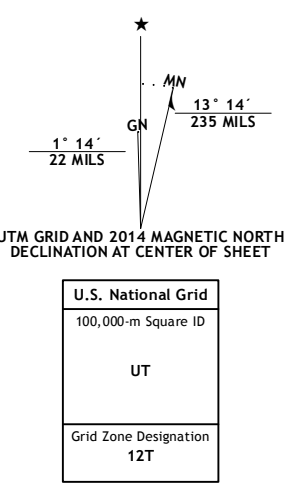 MN
GN
13° 14´
235 MILS
1° 14´
22 MILS
UTM GRID AND 2014 MAGNETIC NORTH
DECLINATION AT CENTER OF SHEET
U.S. National Grid
100,000-m Square ID
UT
Grid Zone Designation
12T